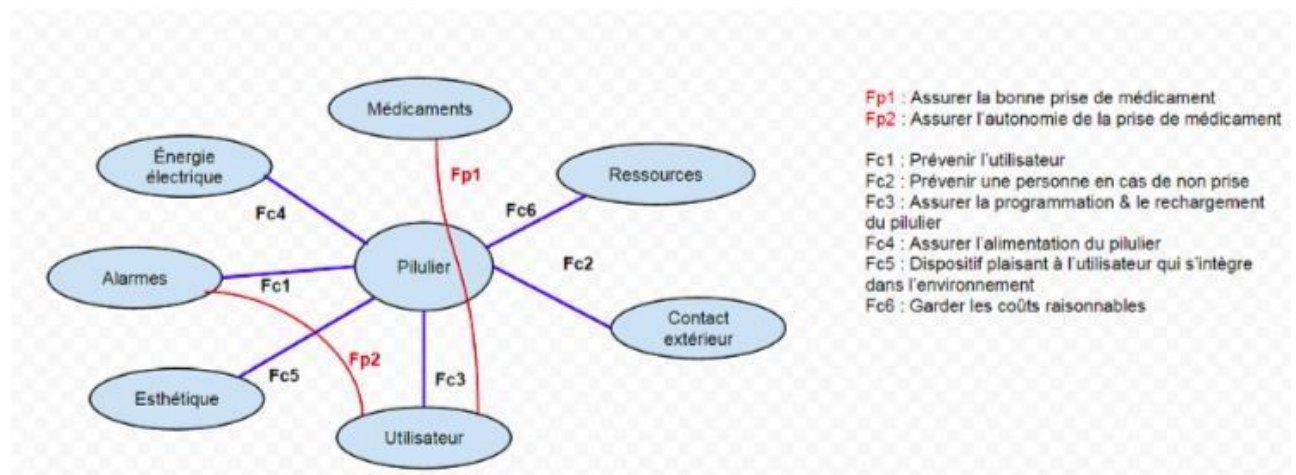 Médicaments
Énergie
électrique
Fp1
Ressources
Fc4
Fc6
Alarmes
Fc1
Pilulier
Fc2
Contact
extérieur
Fp2
Fc5
Fc3
Esthétique
Utilisateur
Fp1 : Assurer la bonne prise de médicament
Fp2 : Assurer l'autonomie de la prise de médicament
Fc1 : Prévenir l'utilisateur
Fc2 : Prévenir une personne en cas de non prise
Fc3 : Assurer la programmation & le rechargement
du pilulier
Fc4 : Assurer l'alimentation du pilulier
Fc5 : Dispositif plaisant à l'utilisateur qui s'intègre
dans l'environnement
Fc6 : Garder les coûts raisonnables